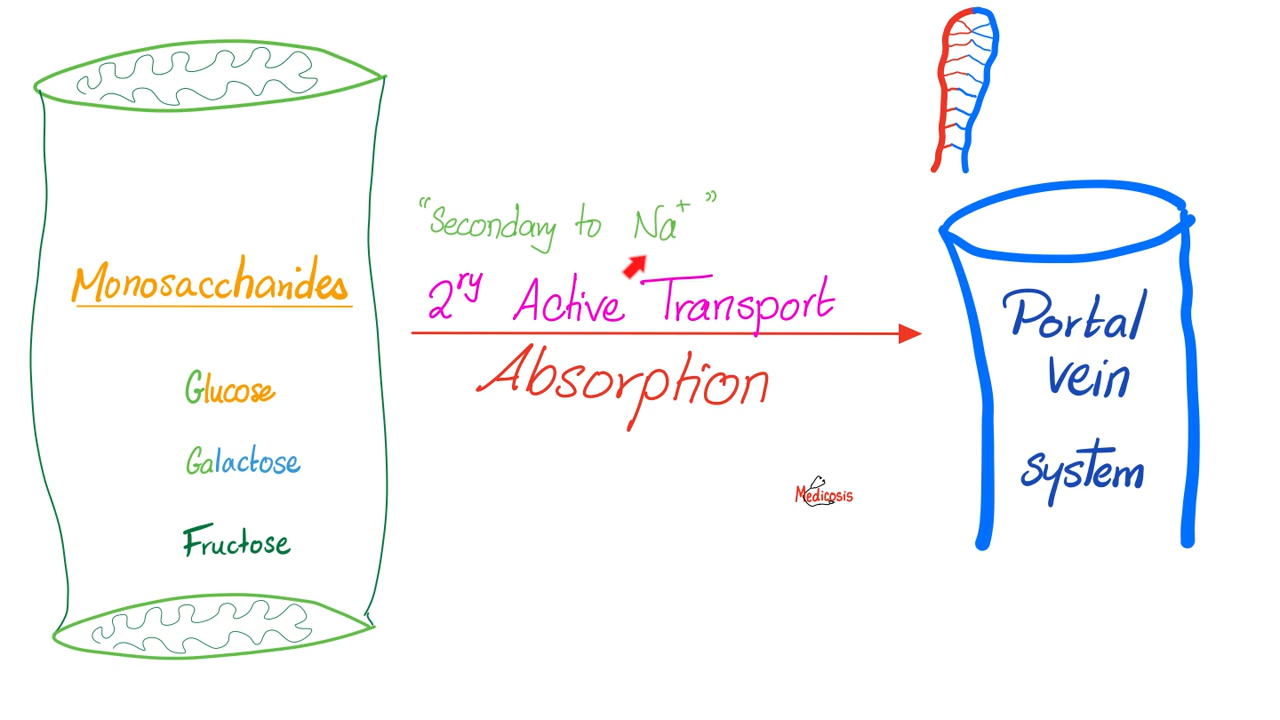 Monosaccharides
Glucose
Galactose
Fructose
"Secondary to Na+"
2ry Active Transport
Absorption
Medicosis
Portal
vein
system